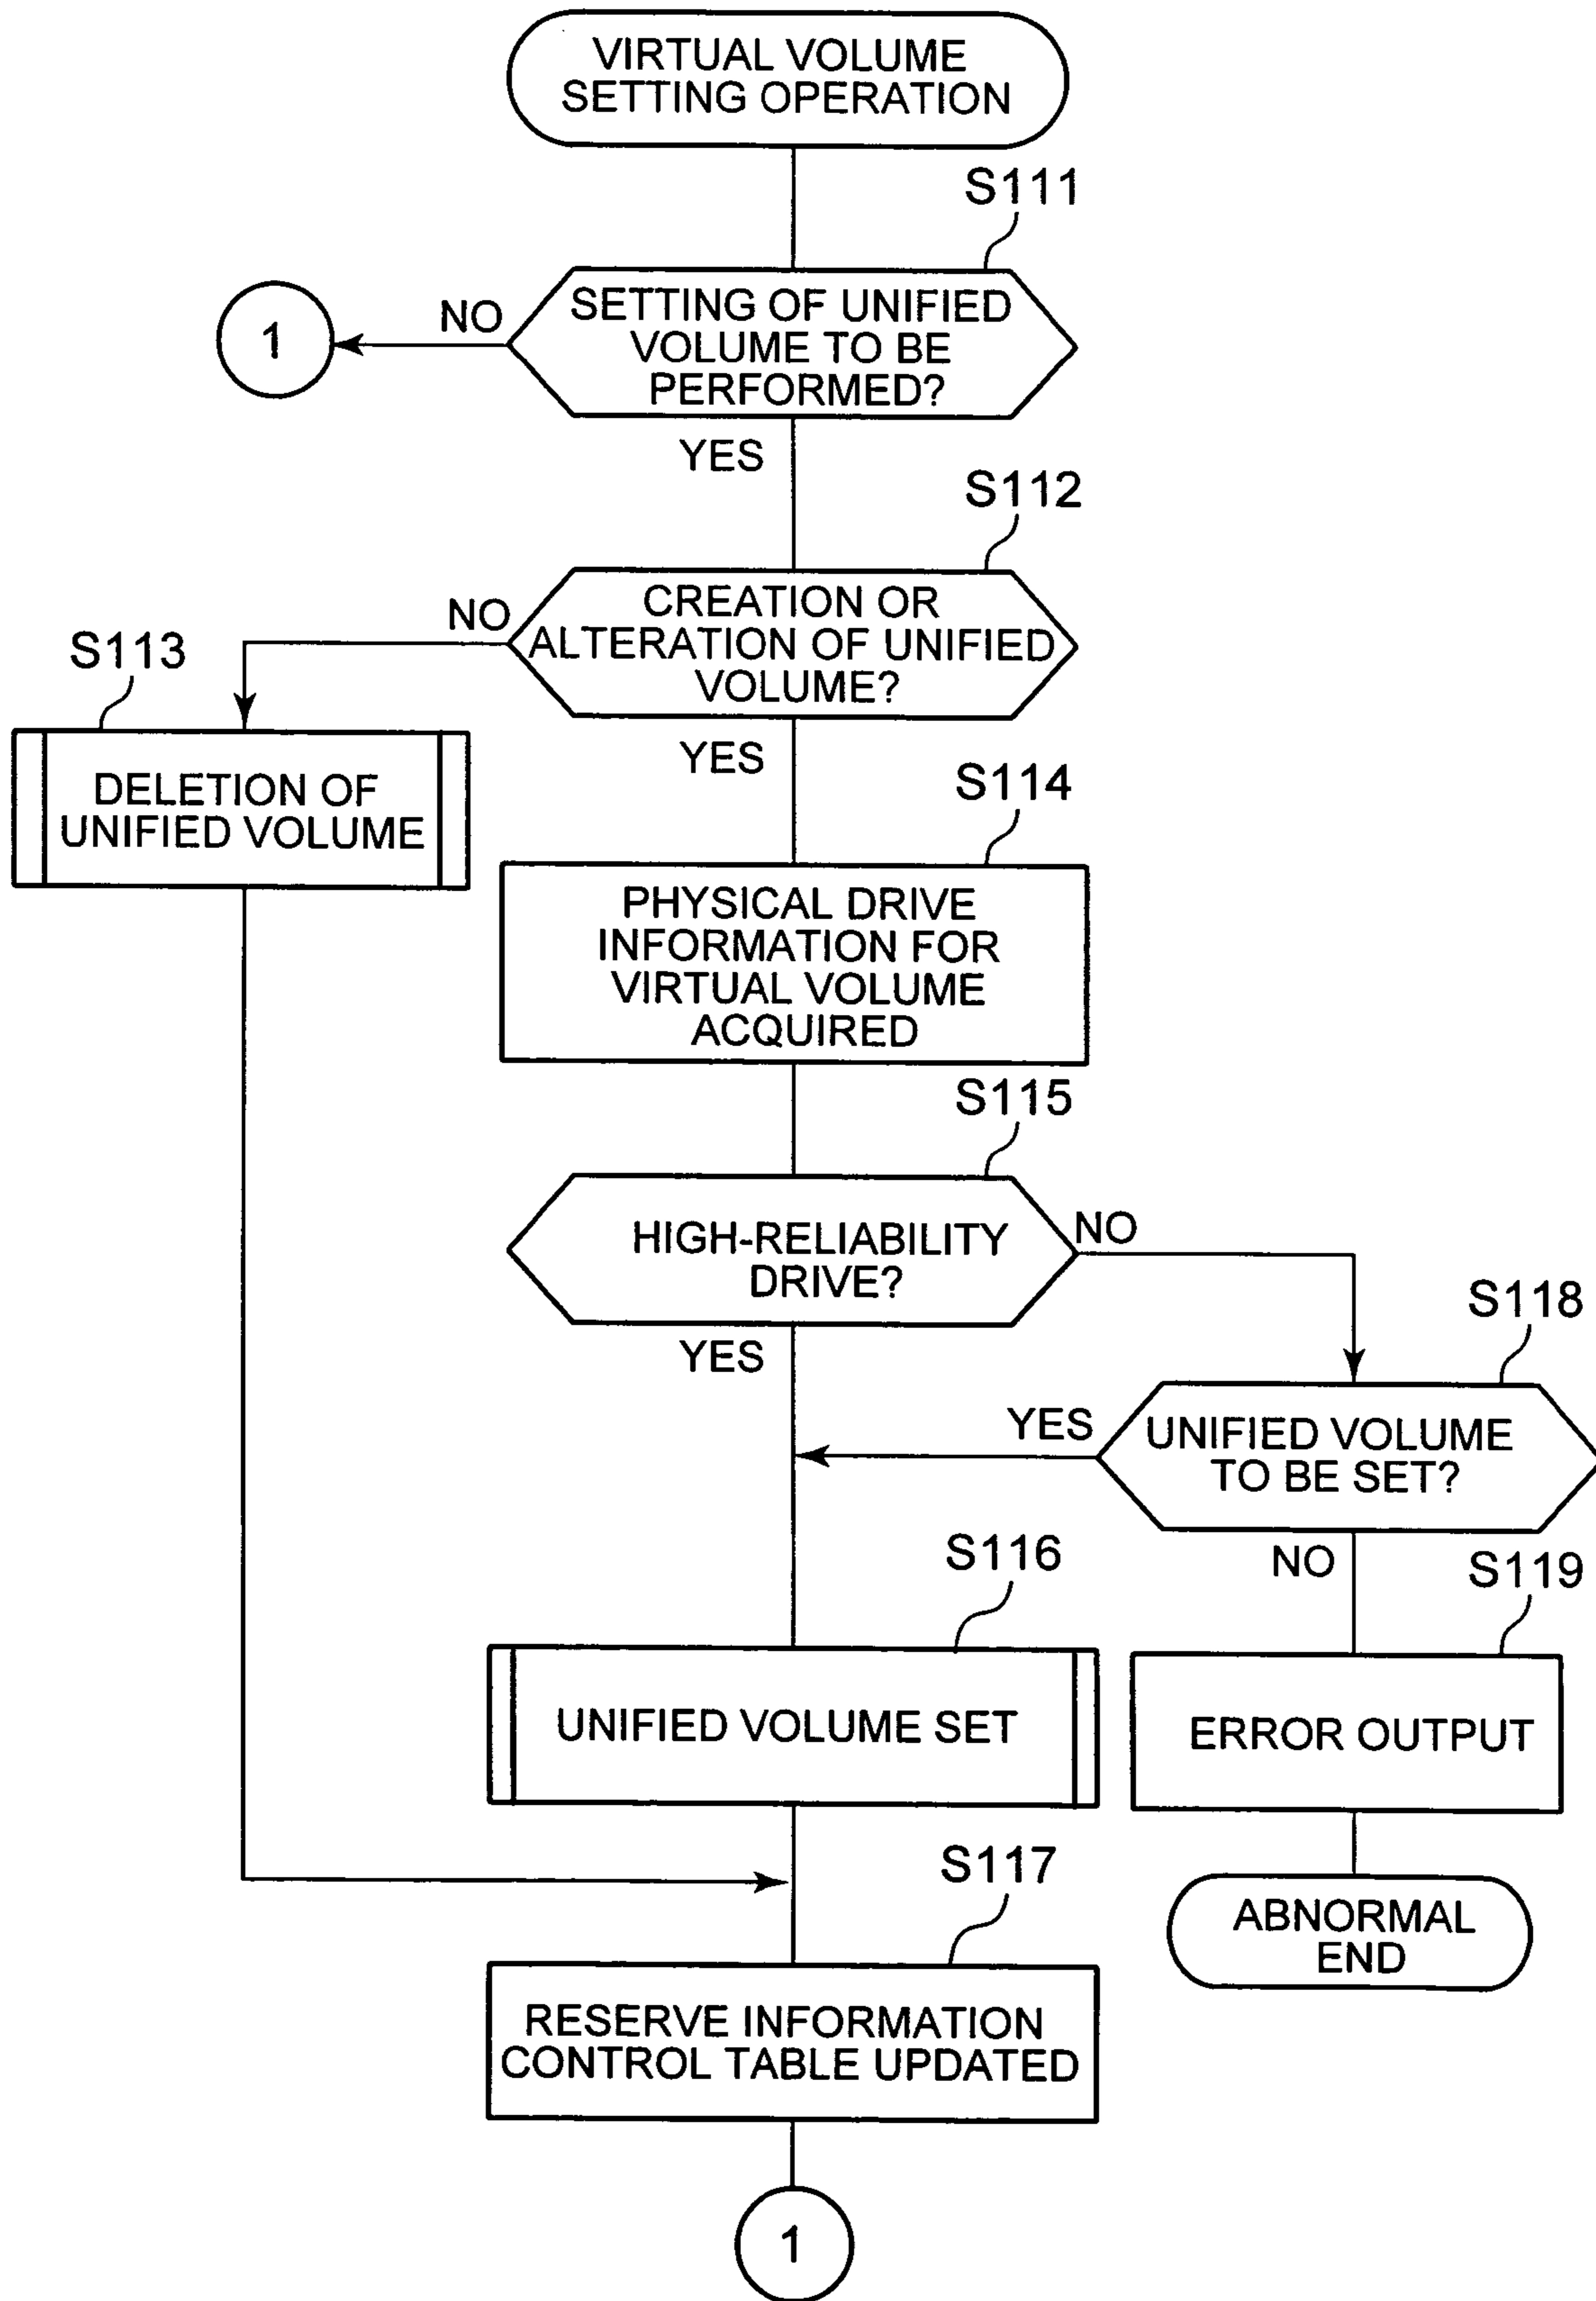 VIRTUAL VOLUME
SETTING OPERATION
S111
1
NO
SETTING OF UNIFIED
VOLUME TO BE
PERFORMED?
YES
S112
NO
CREATION OR
ALTERATION OF UNIFIED
VOLUME?
S113
YES
DELETION OF
UNIFIED VOLUME
S114
PHYSICAL DRIVE
INFORMATION FOR
VIRTUAL VOLUME
ACQUIRED
S115
HIGH-RELIABILITY
DRIVE?
NO
YES
S118
YES
UNIFIED VOLUME
TO BE SET?
NO
S116
S119
UNIFIED VOLUME SET
ERROR OUTPUT
S117
ABNORMAL
END
RESERVE INFORMATION
CONTROL TABLE UPDATED
1